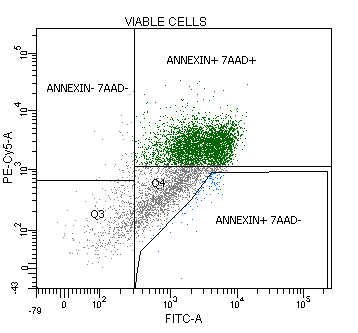 VIABLE CELLS
ANNEXIN+ 7AAD+
ANNEXIN- 7AAD-
Q4
Q3
ANNEXIN+ 7AAD-
PE-Cy5-A
10^5
10^4
10^3
10^2
0
-43
-79
0
10^2
10^3
10^4
10^5
FITC-A